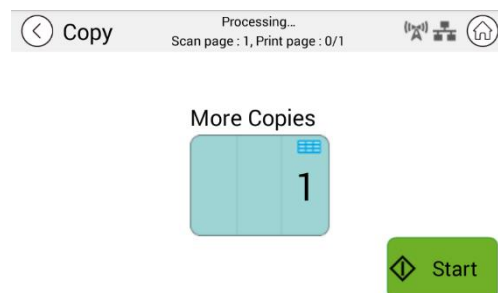 Copy
Processing...
Scan page : 1, Print page : 0/1
More Copies
1
Start